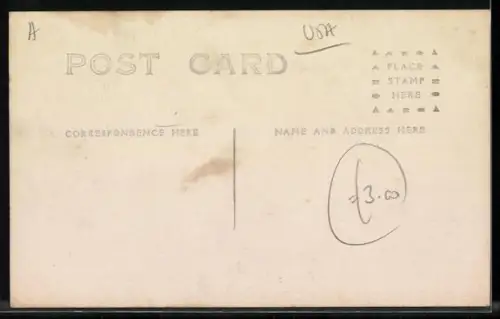 A
USA
POST CARD
PLACE
STAMP
HERE
CORRESPONDENCE HERE
NAME AND ADDRESS HERE
3.00